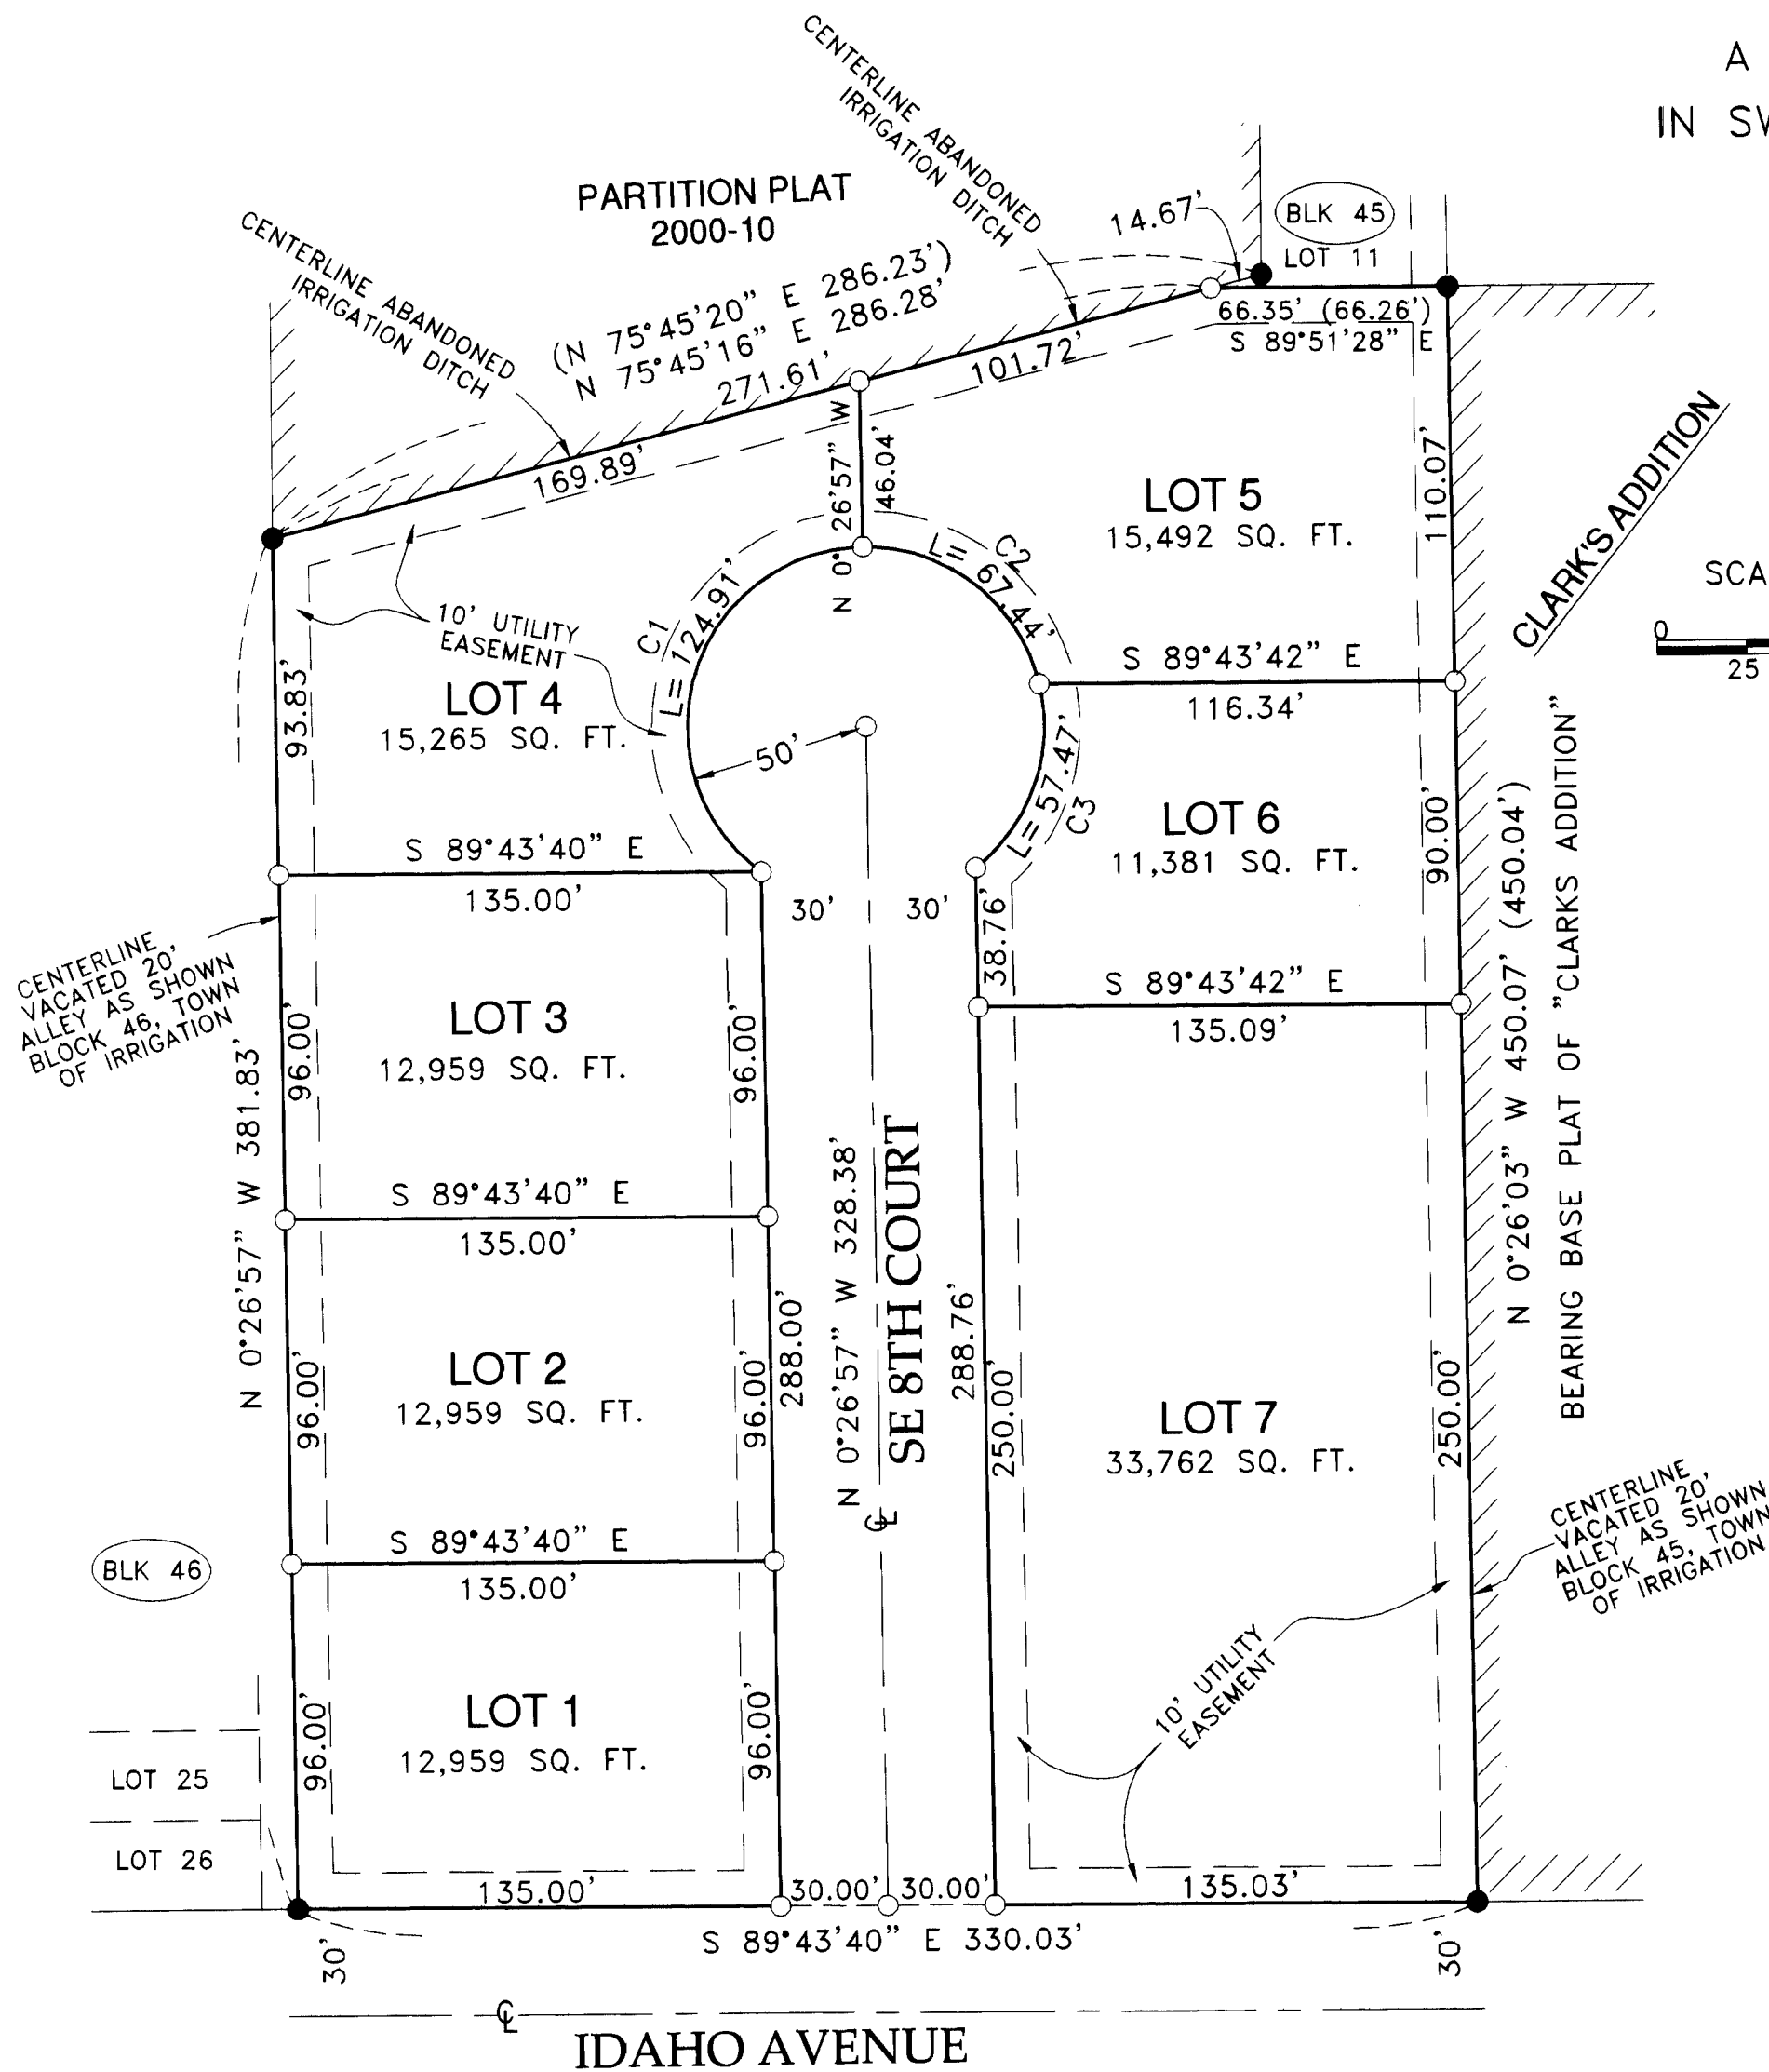 A
IN SW
CENTERLINE ABANDONED
IRRIGATION DITCH
PARTITION PLAT
2000-10
CENTERLINE ABANDONED
IRRIGATION DITCH
14.67'
BLK 45
LOT 11
(N 75°45'20" E 286.23')
N 75°45'16" E 286.28'
271.61'
66.35' (66.26')
S 89°51'28" E
101.72'
169.89'
N 0°26'57" W
46.04'
LOT 5
15,492 SQ. FT.
110.07'
CLARK'S ADDITION
SCA
0
25
C1
L= 124.91'
C2
L= 67.44'
10' UTILITY
EASEMENT
93.83'
LOT 4
15,265 SQ. FT.
50'
S 89°43'42" E
116.34'
L= 57.47'
C3
LOT 6
11,381 SQ. FT.
90.00'
S 89°43'40" E
135.00'
30'
30'
38.76'
S 89°43'42" E
135.09'
CENTERLINE
VACATED 20'
ALLEY AS SHOWN
BLOCK 46, TOWN
OF IRRIGATION
96.00'
LOT 3
12,959 SQ. FT.
96.00'
N 0°26'57" W 381.83'
N 0°26'03" W 450.07' (450.04')
BEARING BASE PLAT OF "CLARKS ADDITION"
S 89°43'40" E
135.00'
N 0°26'57" W 328.38'
SE 8TH COURT
96.00'
LOT 2
12,959 SQ. FT.
96.00'
288.00'
288.76'
250.00'
LOT 7
33,762 SQ. FT.
250.00'
CENTERLINE
VACATED 20'
ALLEY AS SHOWN
BLOCK 45, TOWN
OF IRRIGATION
BLK 46
S 89°43'40" E
135.00'
96.00'
LOT 1
12,959 SQ. FT.
96.00'
10' UTILITY
EASEMENT
LOT 25
LOT 26
135.00'
30.00'
30.00'
135.03'
S 89°43'40" E 330.03'
30'
30'
IDAHO AVENUE